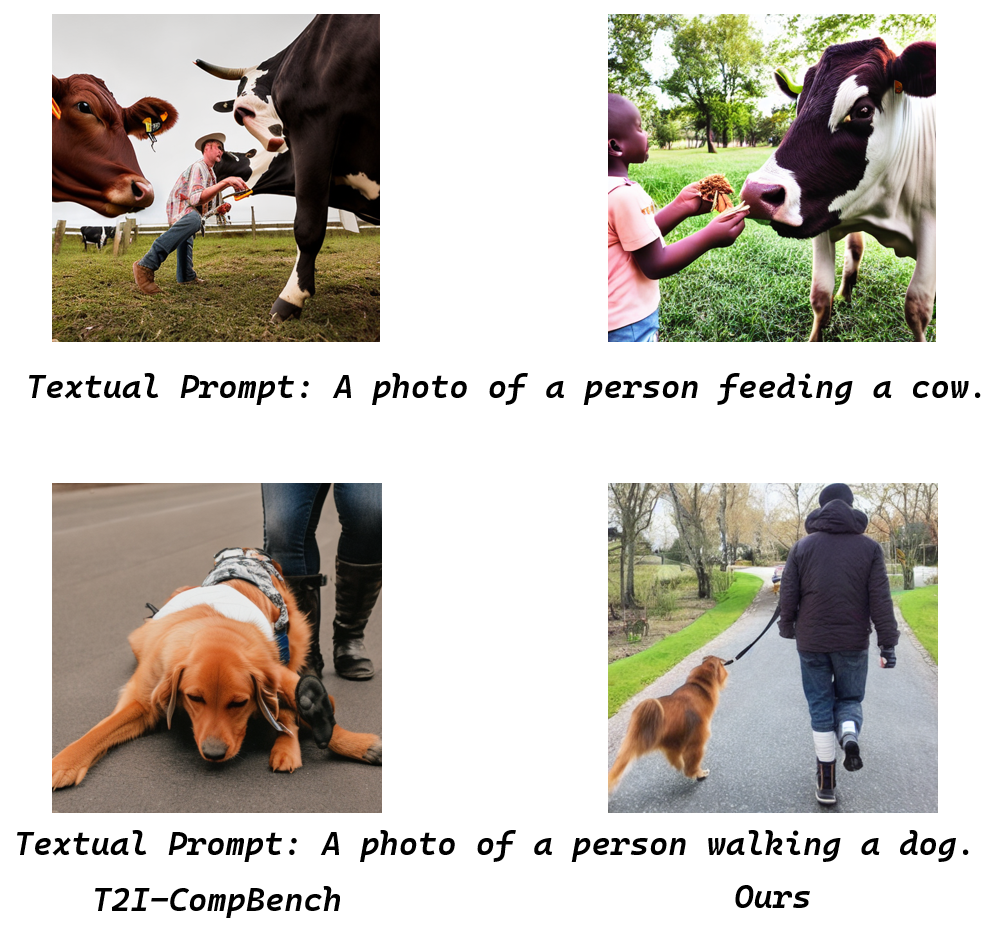 Textual Prompt: A photo of a person feeding a cow.
Textual Prompt: A photo of a person walking a dog.
T2I-CompBench
Ours